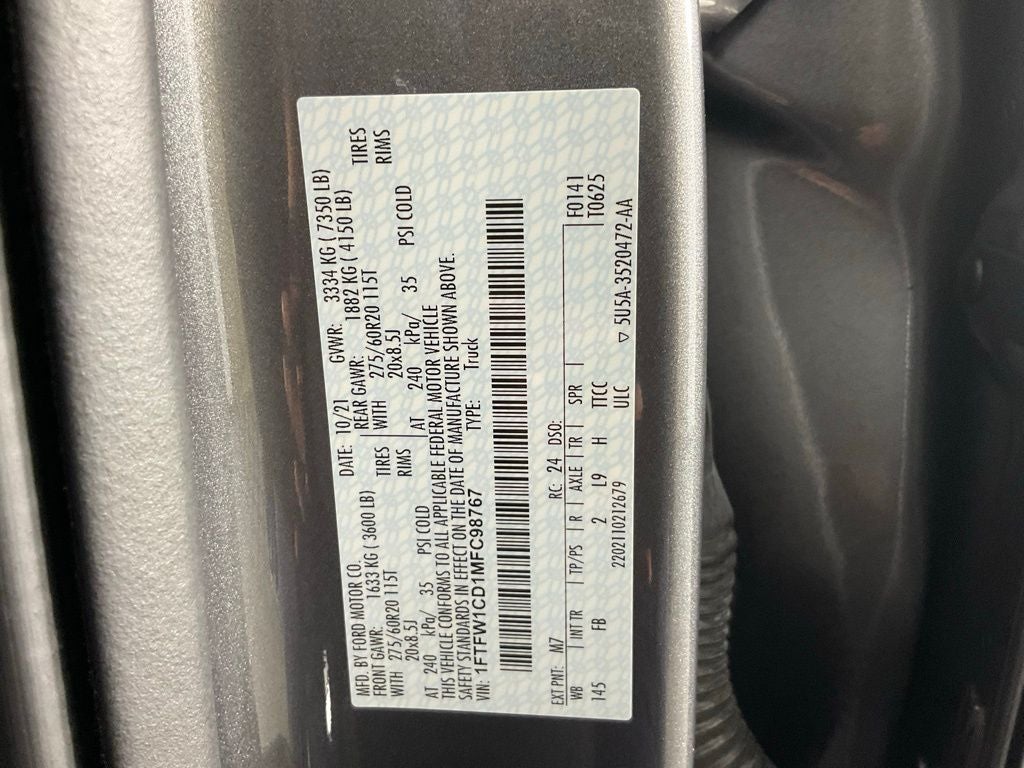 MFD. BY FORD MOTOR CO. DATE: 10/21 GVWR: 3334 KG ( 7350 LB)
FRONT GAWR: 1633 KG ( 3600 LB) REAR GAWR: 1882 KG ( 4150 LB)
WITH 275/60R20 115T TIRES WITH 275/60R20 115T TIRES
20x8.5J RIMS 20x8.5J RIMS
AT 240 kPa/ 35 PSI COLD AT 240 kPa/ 35 PSI COLD
THIS VEHICLE CONFORMS TO ALL APPLICABLE FEDERAL MOTOR VEHICLE
SAFETY STANDARDS IN EFFECT ON THE DATE OF MANUFACTURE SHOWN ABOVE.
VIN: 1FTFW1CD11MFC98767 TYPE: Truck
EXT PNT: M7 RC: 24 DSO: F0141
WB INT TR TP/PS R AXLE TR SPR T0625
145 FB 2 L9 H TTCC
2202110212679 ULC ▽ 5U5A-3520472-AA